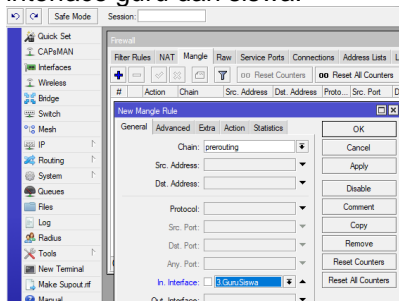 interface guru dan siswa.
Safe Mode Session:
Quick Set
CAPsMAN
Interfaces
Wireless
Bridge
Switch
Mesh
IP
Routing
System
Queues
Files
Log
Radius
Tools
New Terminal
Make Supout.rif
Manual
Firewall
Filter Rules NAT Mangle Raw Service Ports Connections Address Lists
00 Reset Counters 00 Reset All Counters
# Action Chain Src. Address Dst. Address Proto... Src. Port
New Mangle Rule
General Advanced Extra Action Statistics
Chain: prerouting
Src. Address:
Dst. Address:
Protocol:
Src. Port:
Dst. Port:
Any. Port:
In. Interface: 3.GuruSiswa
Out. Interface:
OK
Cancel
Apply
Disable
Comment
Copy
Remove
Reset Counters
Reset All Counters